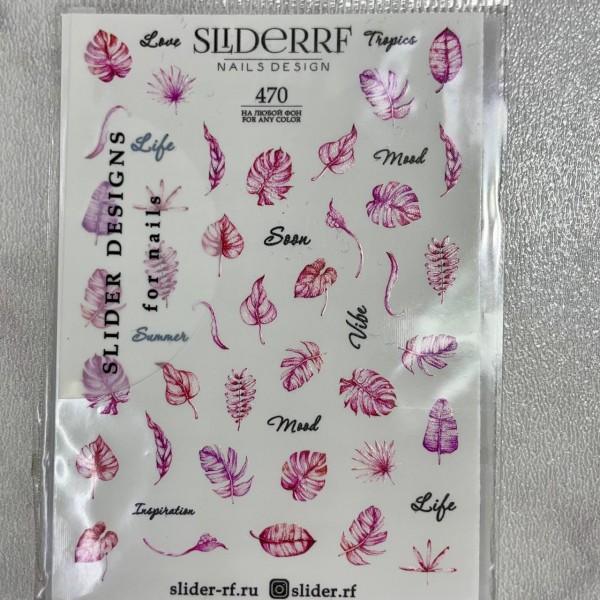 Love
SLIDERRF
Tropics
NAILS DESIGN
470
НА ЛЮБОЙ ФОН
FOR ANY COLOR
Life
Mood
SLIDER DESIGNS
for nails
Soon
Vibe
Summer
Mood
Inspiration
Life
slider-rf.ru slider.rf